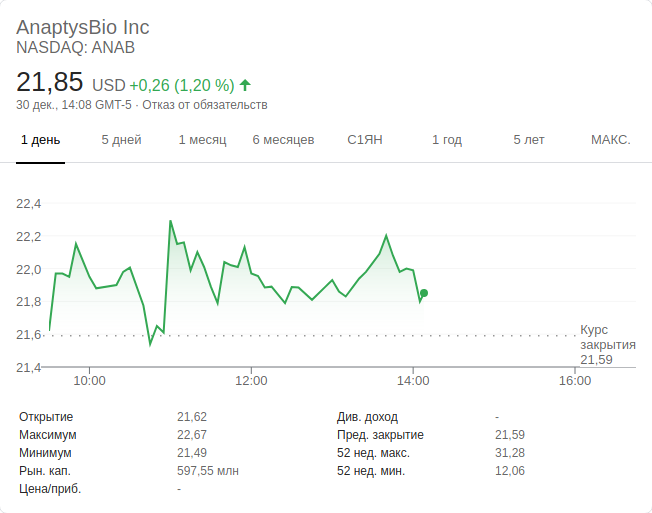 AnaptysBio Inc
NASDAQ: ANAB
21,85 USD +0,26 (1,20 %)
30 дек., 14:08 GMT-5 · Отказ от обязательств
1 день 5 дней 1 месяц 6 месяцев С1ЯН 1 год 5 лет МАКС.
22,4
22,2
22,0
21,8
21,6
21,4
Курс
закрытия
21,59
10:00 12:00 14:00 16:00
Открытие 21,62 Див. доход -
Максимум 22,67 Пред. закрытие 21,59
Минимум 21,49 52 нед. макс. 31,28
Рын. кап. 597,55 млн 52 нед. мин. 12,06
Цена/приб. -